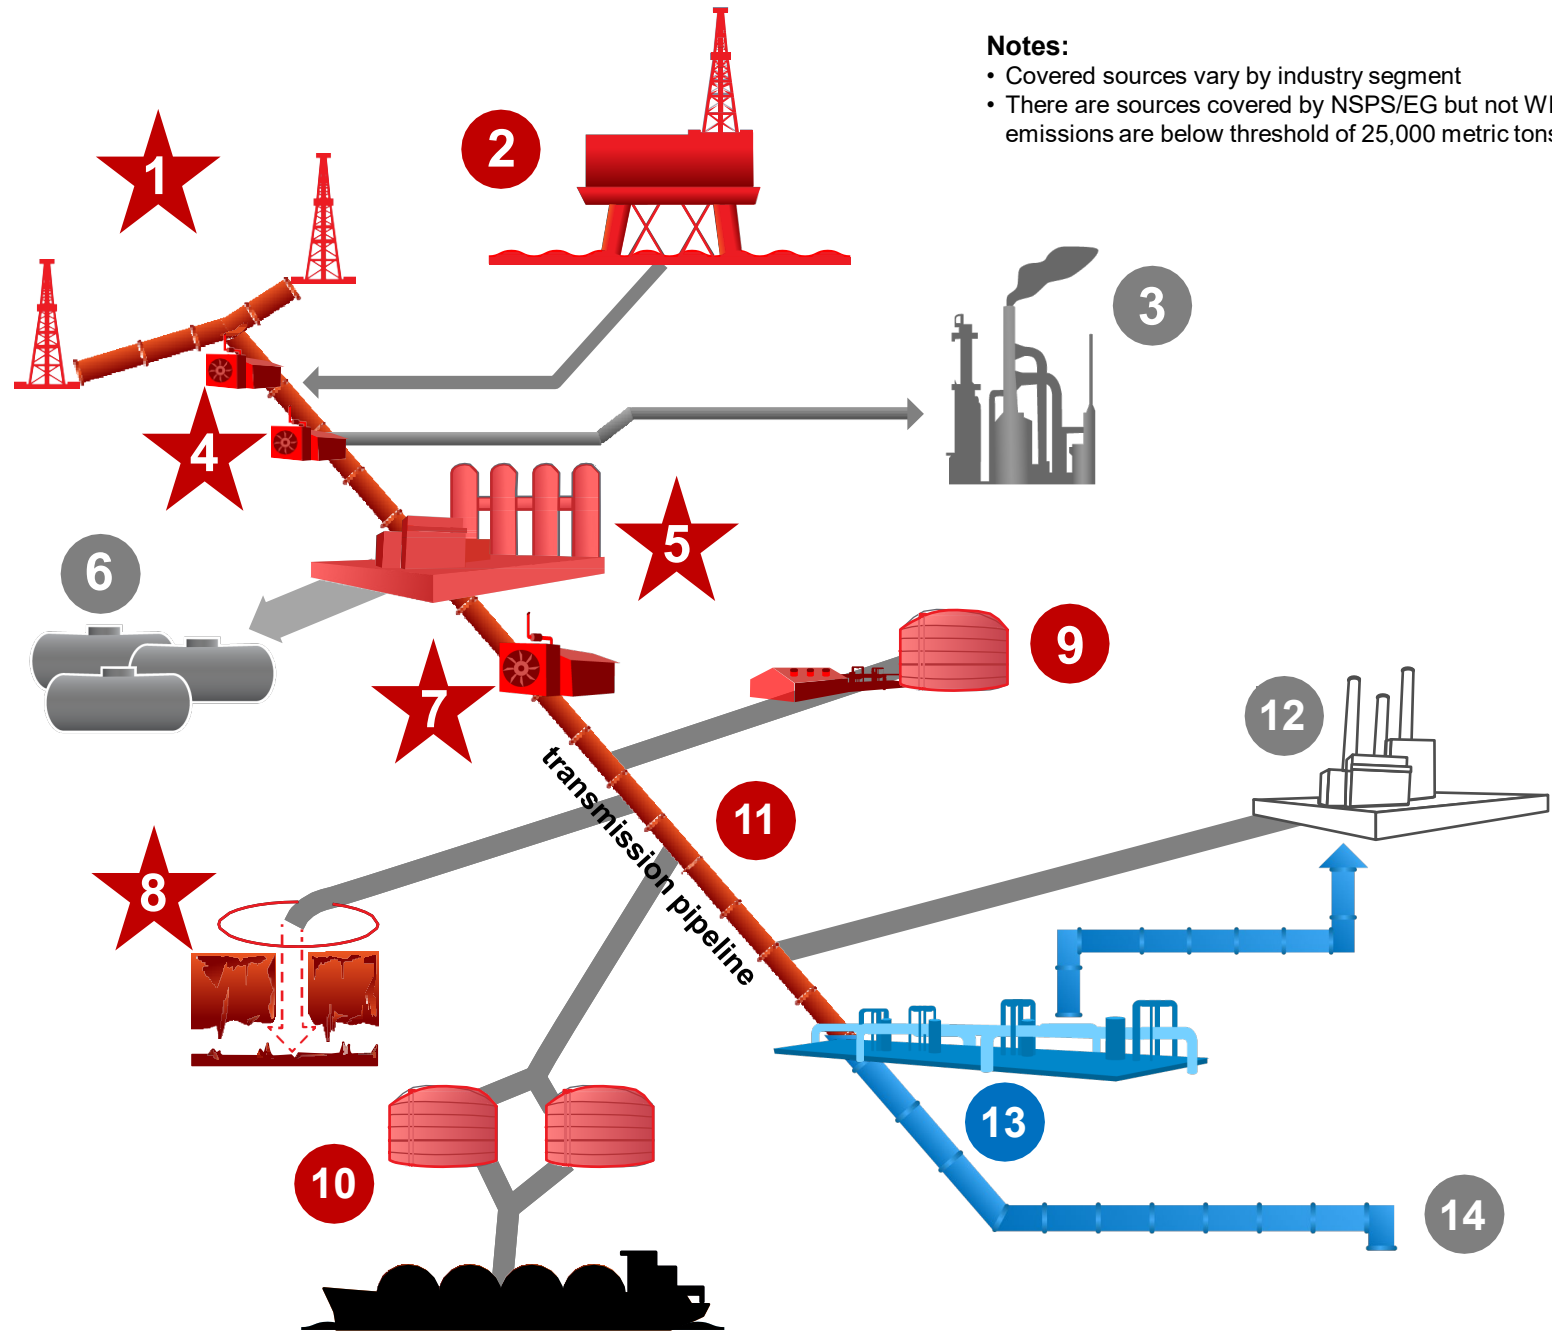 Notes:
• Covered sources vary by industry segment
• There are sources covered by NSPS/EG but not
emissions are below threshold of 25,000 metric tons
1
2
3
4
5
6
7
8
9
10
11
12
13
14
transmission pipeline